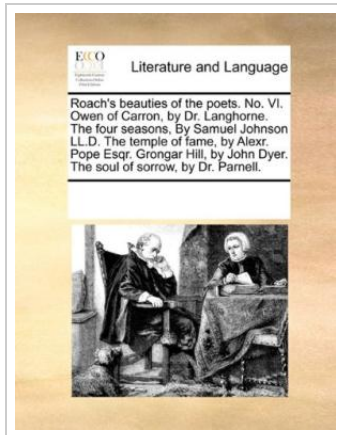 ECCO
Literature and Language
Roach's beauties of the poets. No. VI.
Owen of Carron, by Dr. Langhorne.
The four seasons, By Samuel Johnson
LL.D. The temple of fame, by Alexr.
Pope Esqr. Grongar Hill, by John Dyer.
The soul of sorrow, by Dr. Parnell.